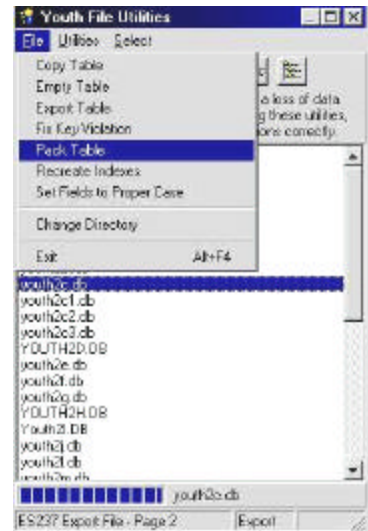 Youth File Utilities
File Utilities Select
Copy Table
Empty Table
Export Table
Fix Key Violation
Pack Table
Recreate Indexes
Set Fields to Proper Case
Change Directory
Exit Alt+F4
a loss of data
g these utilities,
ons correctly.
youth2c.db
youth2c1.db
youth2c2.db
youth2c3.db
YOUTH2D.DB
youth2e.db
youth2f.db
youth2g.db
YOUTH2H.DB
Youth2I.DB
youth2j.db
youth2l.db
youth2m.db
youth2c.db
ES237 Export File - Page 2 Export